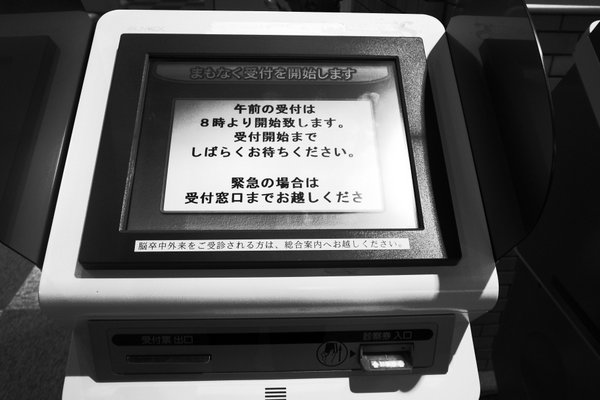 まもなく受付を開始します
午前の受付は
8時より開始致します。
受付開始まで
しばらくお待ちください。
緊急の場合は
受付窓口までお越しくださ
脳卒中外来をご受診される方は、総合案内へお越しください。
受付票 出口
診察券 入口